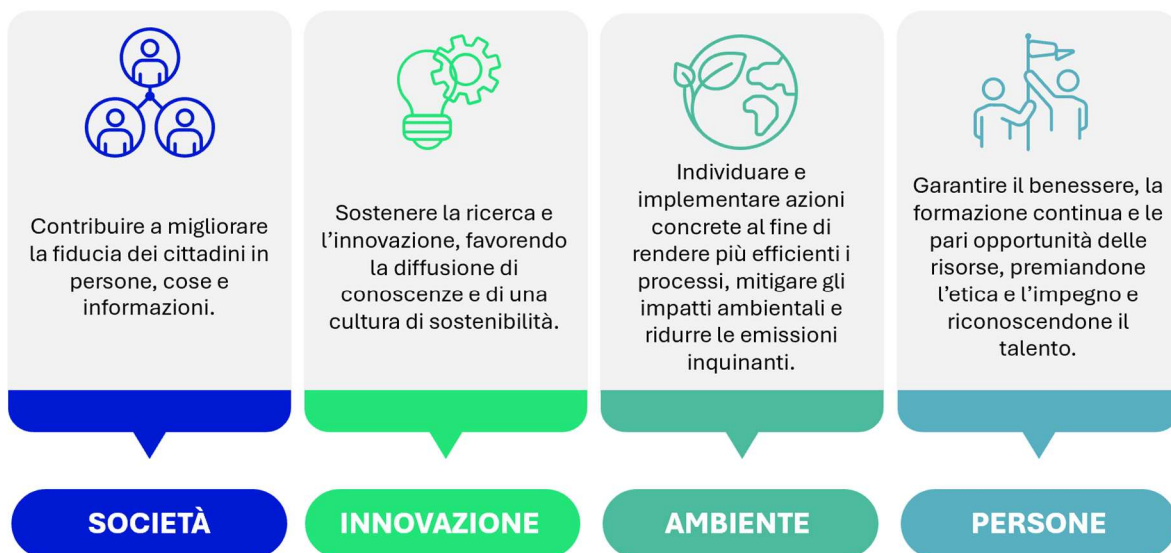 Contribuire a migliorare
la fiducia dei cittadini in
persone, cose e
informazioni.
SOCIETÀ
Sostenere la ricerca e
l’innovazione, favorendo
la diffusione di
conoscenze e di una
cultura di sostenibilità.
INNOVAZIONE
Individuare e
implementare azioni
concrete al fine di
rendere più efficienti i
processi, mitigare gli
impatti ambientali e
ridurre le emissioni
inquinanti.
AMBIENTE
Garantire il benessere, la
formazione continua e le
pari opportunità delle
risorse, premiandone
l’etica e l’impegno e
riconoscendone il
talento.
PERSONE